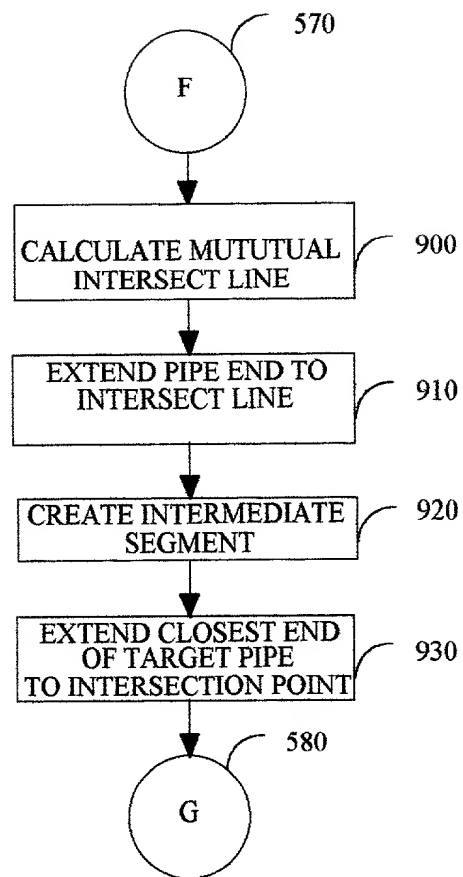 570
F
CALCULATE MUTUTUAL
INTERSECT LINE
900
EXTEND PIPE END TO
INTERSECT LINE
910
CREATE INTERMEDIATE
SEGMENT
920
EXTEND CLOSEST END
OF TARGET PIPE
TO INTERSECTION POINT
930
580
G